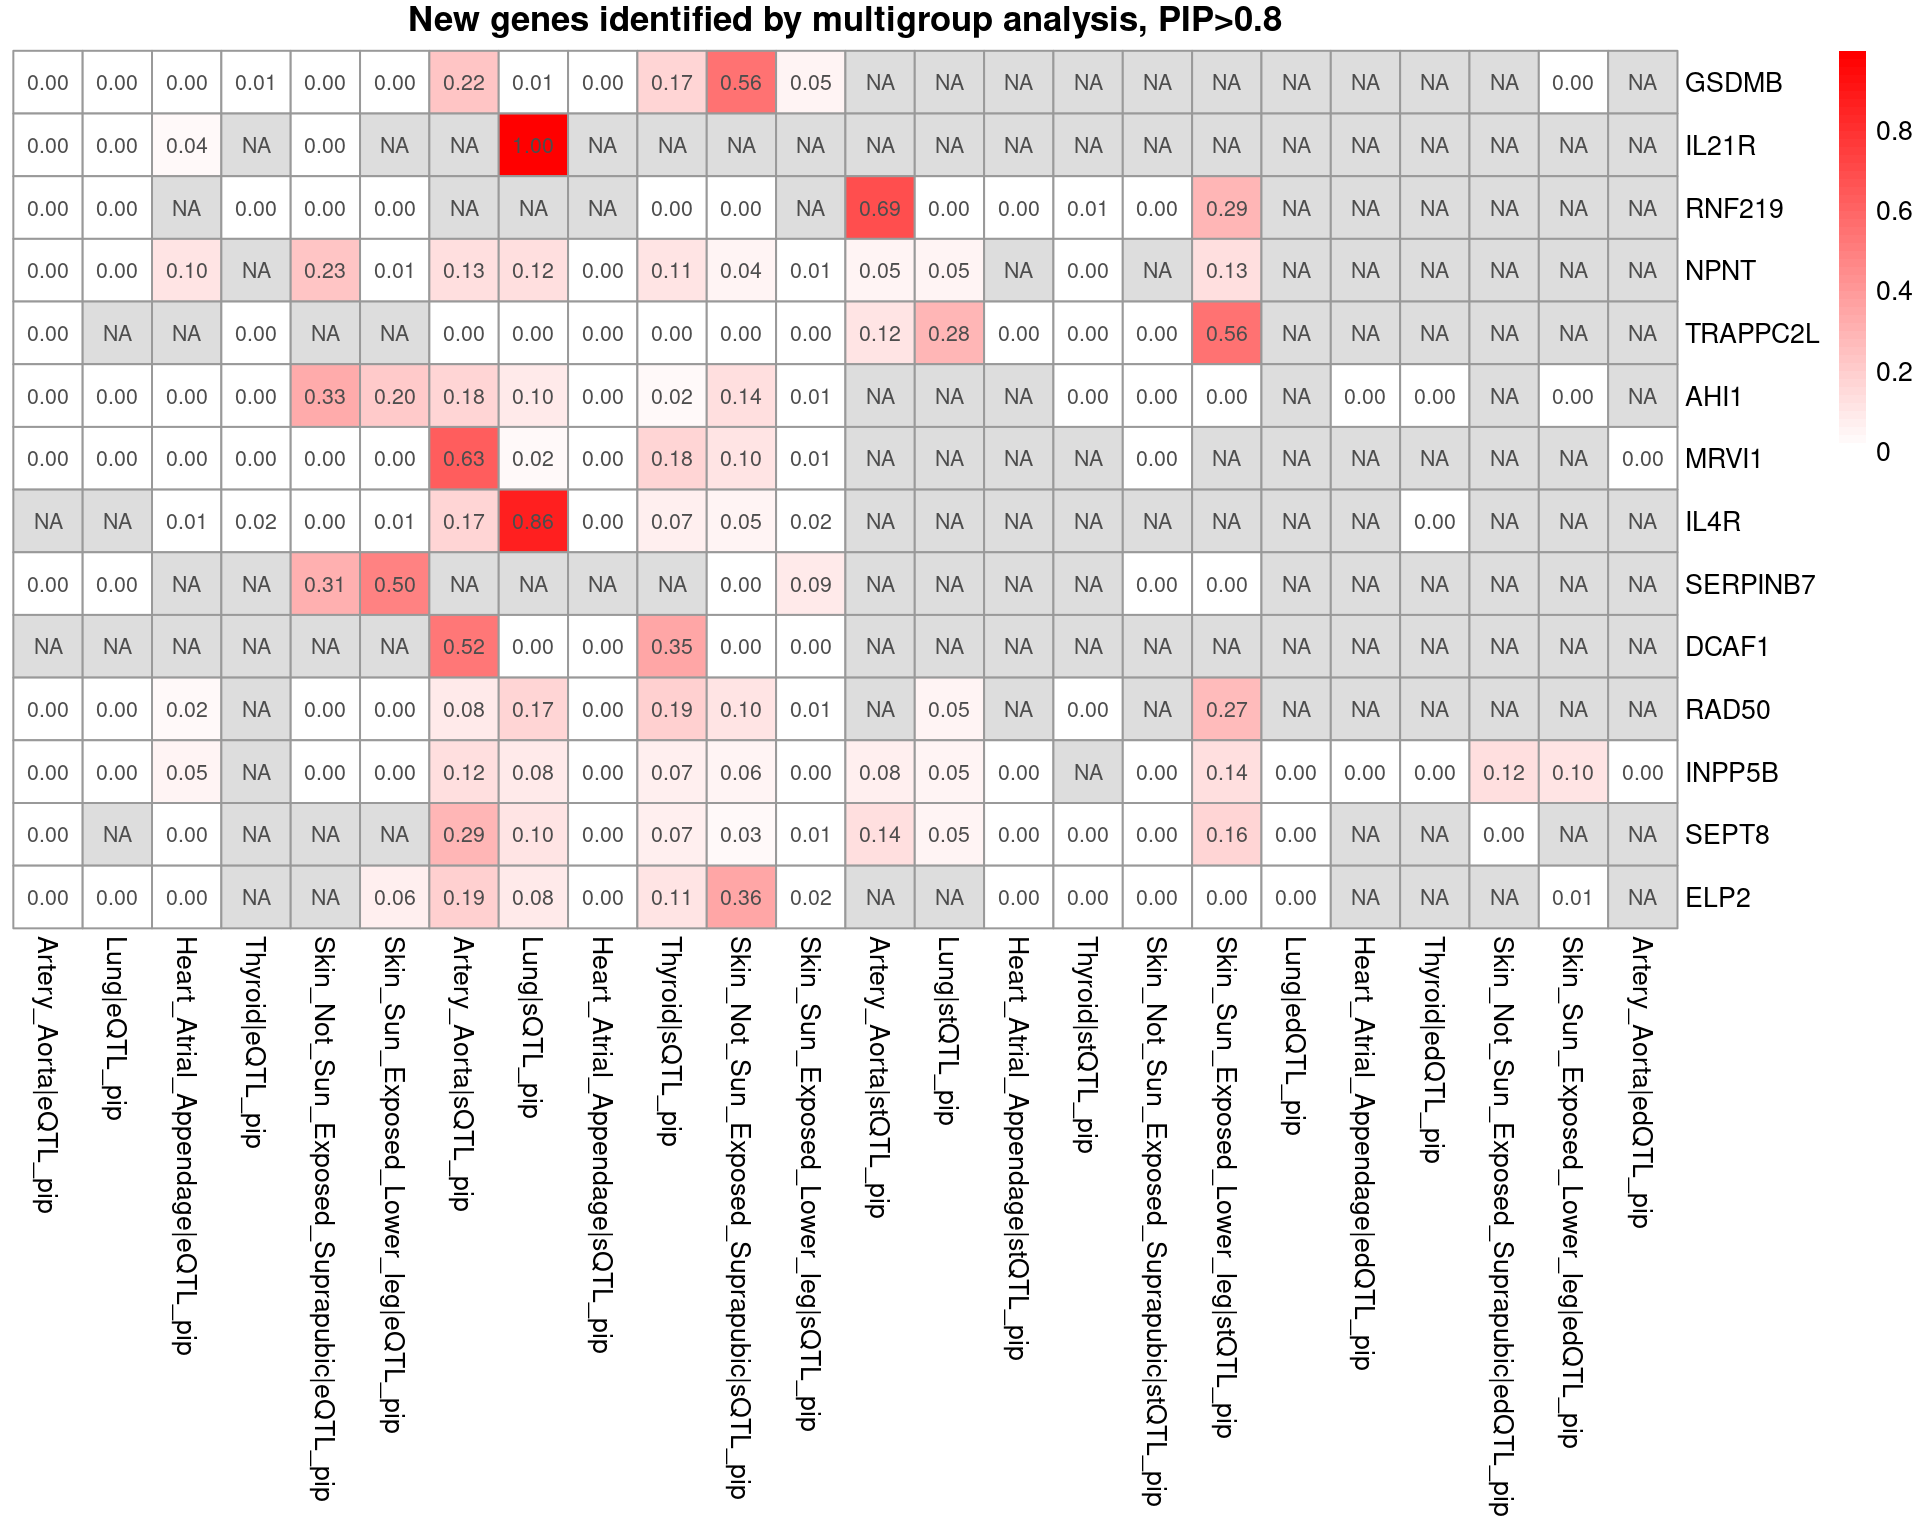 New genes identified by multigroup analysis, PIP>0.8
0.00 0.00 0.00 0.01 0.00 0.00 0.22 0.01 0.00 0.17 0.56 0.05 NA NA NA NA NA NA NA NA NA NA 0.00 NA GSDMB
0.00 0.00 0.04 NA 0.00 NA NA 1.00 NA NA NA NA NA NA NA NA NA NA NA NA NA NA NA NA IL21R
0.00 0.00 NA 0.00 0.00 0.00 NA NA NA 0.00 0.00 NA 0.69 0.00 0.00 0.01 0.00 0.29 NA NA NA NA NA NA RNF219
0.00 0.00 0.10 NA 0.23 0.01 0.13 0.12 0.00 0.11 0.04 0.01 0.05 0.05 NA 0.00 NA 0.13 NA NA NA NA NA NA NPNT
0.00 NA NA 0.00 NA NA 0.00 0.00 0.00 0.00 0.00 0.00 0.12 0.28 0.00 0.00 0.00 0.56 NA NA NA NA NA NA TRAPPC2L
0.00 0.00 0.00 0.00 0.33 0.20 0.18 0.10 0.00 0.02 0.14 0.01 NA NA NA 0.00 0.00 0.00 NA 0.00 0.00 NA 0.00 NA AHI1
0.00 0.00 0.00 0.00 0.00 0.00 0.63 0.02 0.00 0.18 0.10 0.01 NA NA NA NA 0.00 NA NA NA NA NA NA 0.00 MRVI1
NA NA 0.01 0.02 0.00 0.01 0.17 0.86 0.00 0.07 0.05 0.02 NA NA NA NA NA NA NA NA 0.00 NA NA NA IL4R
0.00 0.00 NA NA 0.31 0.50 NA NA NA NA 0.00 0.09 NA NA NA NA 0.00 0.00 NA NA NA NA NA NA SERPINB7
NA NA NA NA NA NA 0.52 0.00 0.00 0.35 0.00 0.00 NA NA NA NA NA NA NA NA NA NA NA NA DCAF1
0.00 0.00 0.02 NA 0.00 0.00 0.08 0.17 0.00 0.19 0.10 0.01 NA 0.05 NA 0.00 NA 0.27 NA NA NA NA NA NA RAD50
0.00 0.00 0.05 NA 0.00 0.00 0.12 0.08 0.00 0.07 0.06 0.00 0.08 0.05 0.00 NA 0.00 0.14 0.00 0.00 0.00 0.12 0.10 0.00 INPP5B
0.00 NA 0.00 NA NA NA 0.29 0.10 0.00 0.07 0.03 0.01 0.14 0.05 0.00 0.00 0.00 0.16 0.00 NA NA 0.00 NA NA SEPT8
0.00 0.00 0.00 NA NA 0.06 0.19 0.08 0.00 0.11 0.36 0.02 NA NA 0.00 0.00 0.00 0.00 0.00 NA NA NA 0.01 NA ELP2
Artery_Aorta|eQTL_pip
Lung|eQTL_pip
Heart_Atrial_Appendage|eQTL_pip
Thyroid|eQTL_pip
Skin_Not_Sun_Exposed_Suprapubic|eQTL_pip
Skin_Sun_Exposed_Lower_leg|eQTL_pip
Artery_Aorta|sQTL_pip
Lung|sQTL_pip
Heart_Atrial_Appendage|sQTL_pip
Thyroid|sQTL_pip
Skin_Not_Sun_Exposed_Suprapubic|sQTL_pip
Skin_Sun_Exposed_Lower_leg|sQTL_pip
Artery_Aorta|stQTL_pip
Lung|stQTL_pip
Heart_Atrial_Appendage|stQTL_pip
Thyroid|stQTL_pip
Skin_Not_Sun_Exposed_Suprapubic|stQTL_pip
Skin_Sun_Exposed_Lower_leg|stQTL_pip
Lung|edQTL_pip
Heart_Atrial_Appendage|edQTL_pip
Thyroid|edQTL_pip
Skin_Not_Sun_Exposed_Suprapubic|edQTL_pip
Skin_Sun_Exposed_Lower_leg|edQTL_pip
Artery_Aorta|edQTL_pip
0.8
0.6
0.4
0.2
0